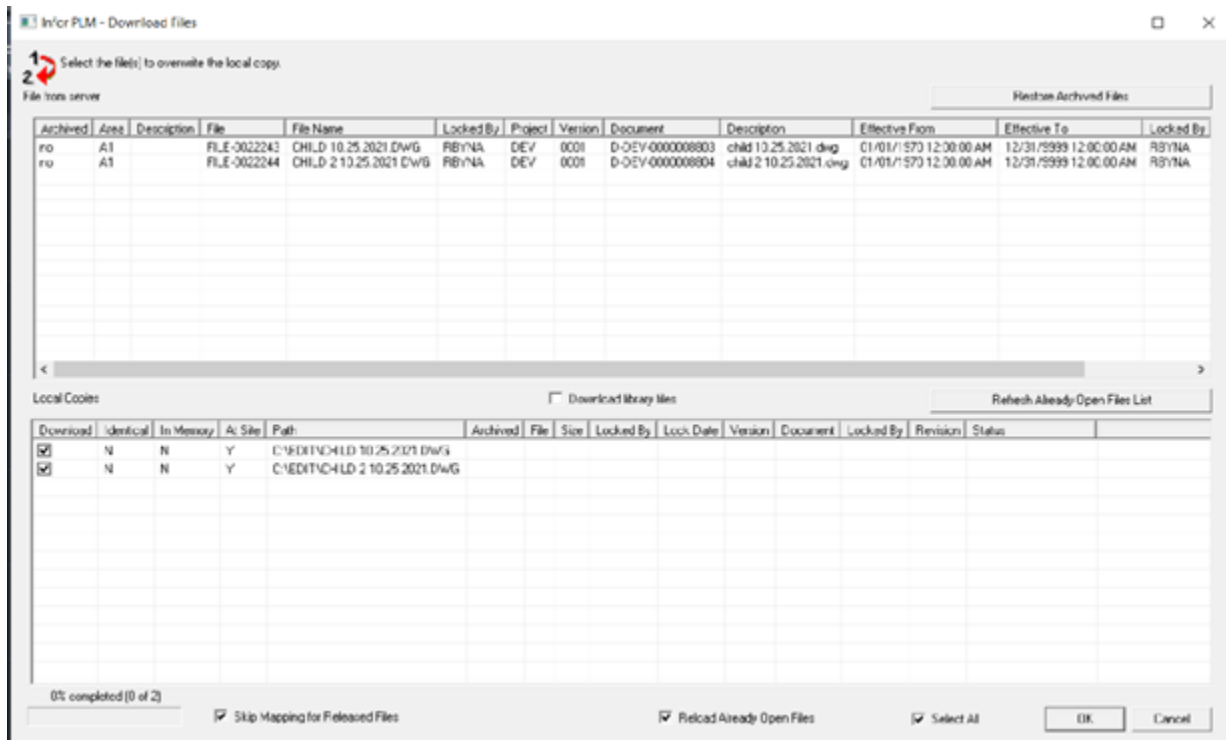 Infor PLM - Download Files
1
2
Select the file(s) to overwrite the local copy.
File from server
Restore Archived Files
Archived Area Description File File Name Locked By Project Version Document Description Effective From Effective To Locked By
no A1 FILE-0022243 CHILD 10.25.2021.DWG RBYNA DEV 0001 D-DEV-0000008803 child 10.25.2021.dwg 01/01/1970 12:00:00 AM 12/31/9999 12:00:00 AM RBYNA
no A1 FILE-0022244 CHILD 2 10.25.2021.DWG RBYNA DEV 0001 D-DEV-0000008804 child 2 10.25.2021.dwg 01/01/1970 12:00:00 AM 12/31/9999 12:00:00 AM RBYNA
Local Copies
Download library files
Refresh Already Open Files List
Download Identical In Memory At Site Path Archived File Size Locked By Lock Date Version Document Locked By Revision Status
N N Y C:\EDIT\CHILD 10.25.2021.DWG
N N Y C:\EDIT\CHILD 2 10.25.2021.DWG
0% completed (0 of 2)
Skip Mapping for Released Files
Reload Already Open Files
Select All
OK
Cancel